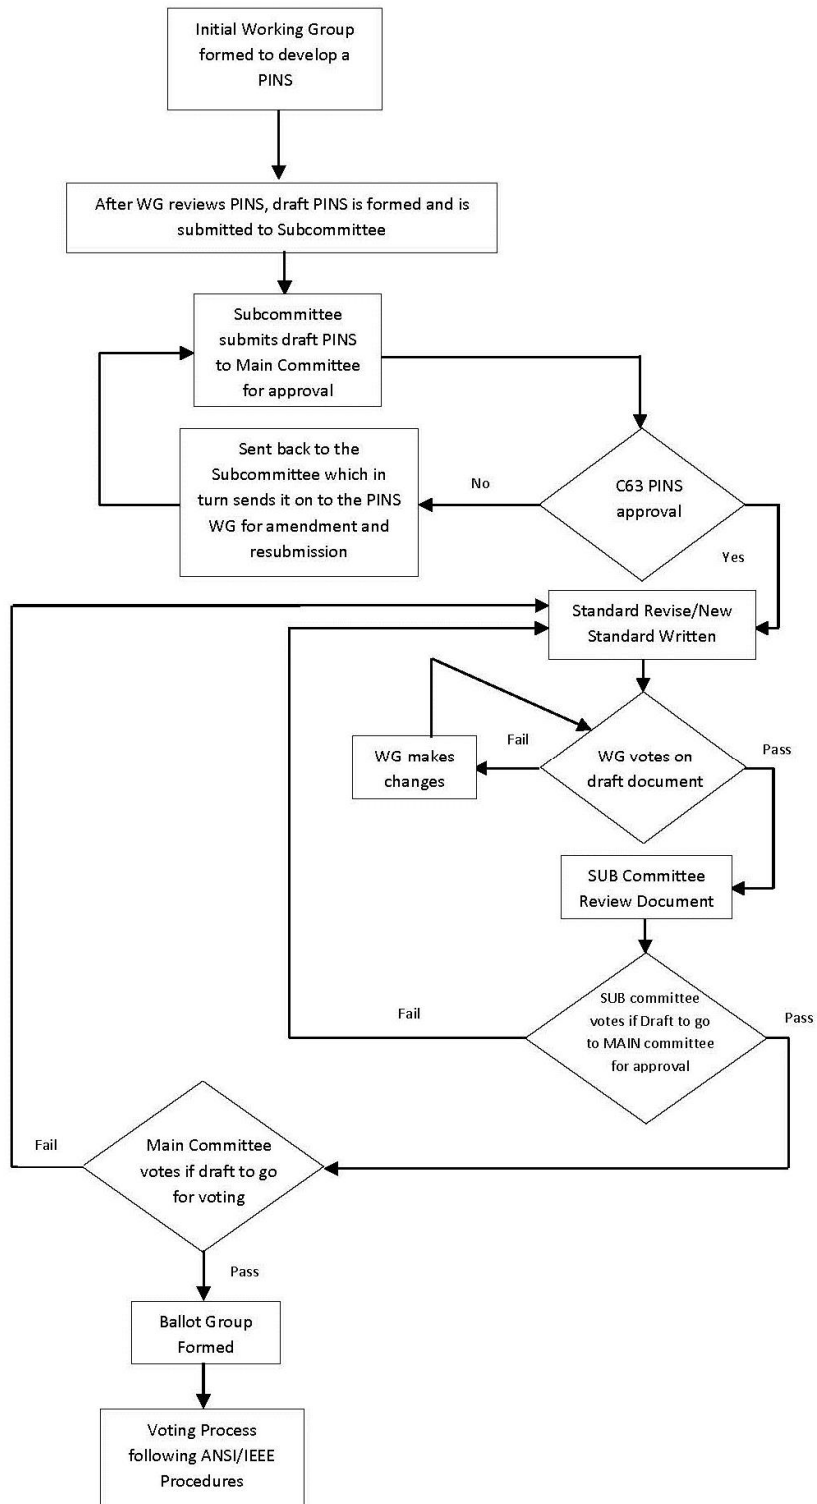 Initial Working Group
formed to develop a
PINS
After WG reviews PINS, draft PINS is formed and is
submitted to Subcommittee
Subcommittee
submits draft PINS
to Main Committee
for approval
Sent back to the
Subcommittee which in
turn sends it on to the PINS
WG for amendment and
resubmission
No
C63 PINS
approval
Yes
Standard Revise/New
Standard Written
WG makes
changes
Fail
WG votes on
draft document
Pass
SUB Committee
Review Document
Fail
SUB committee
votes if Draft to go
to MAIN committee
for approval
Pass
Fail
Main Committee
votes if draft to go
for voting
Pass
Ballot Group
Formed
Voting Process
following ANSI/IEEE
Procedures